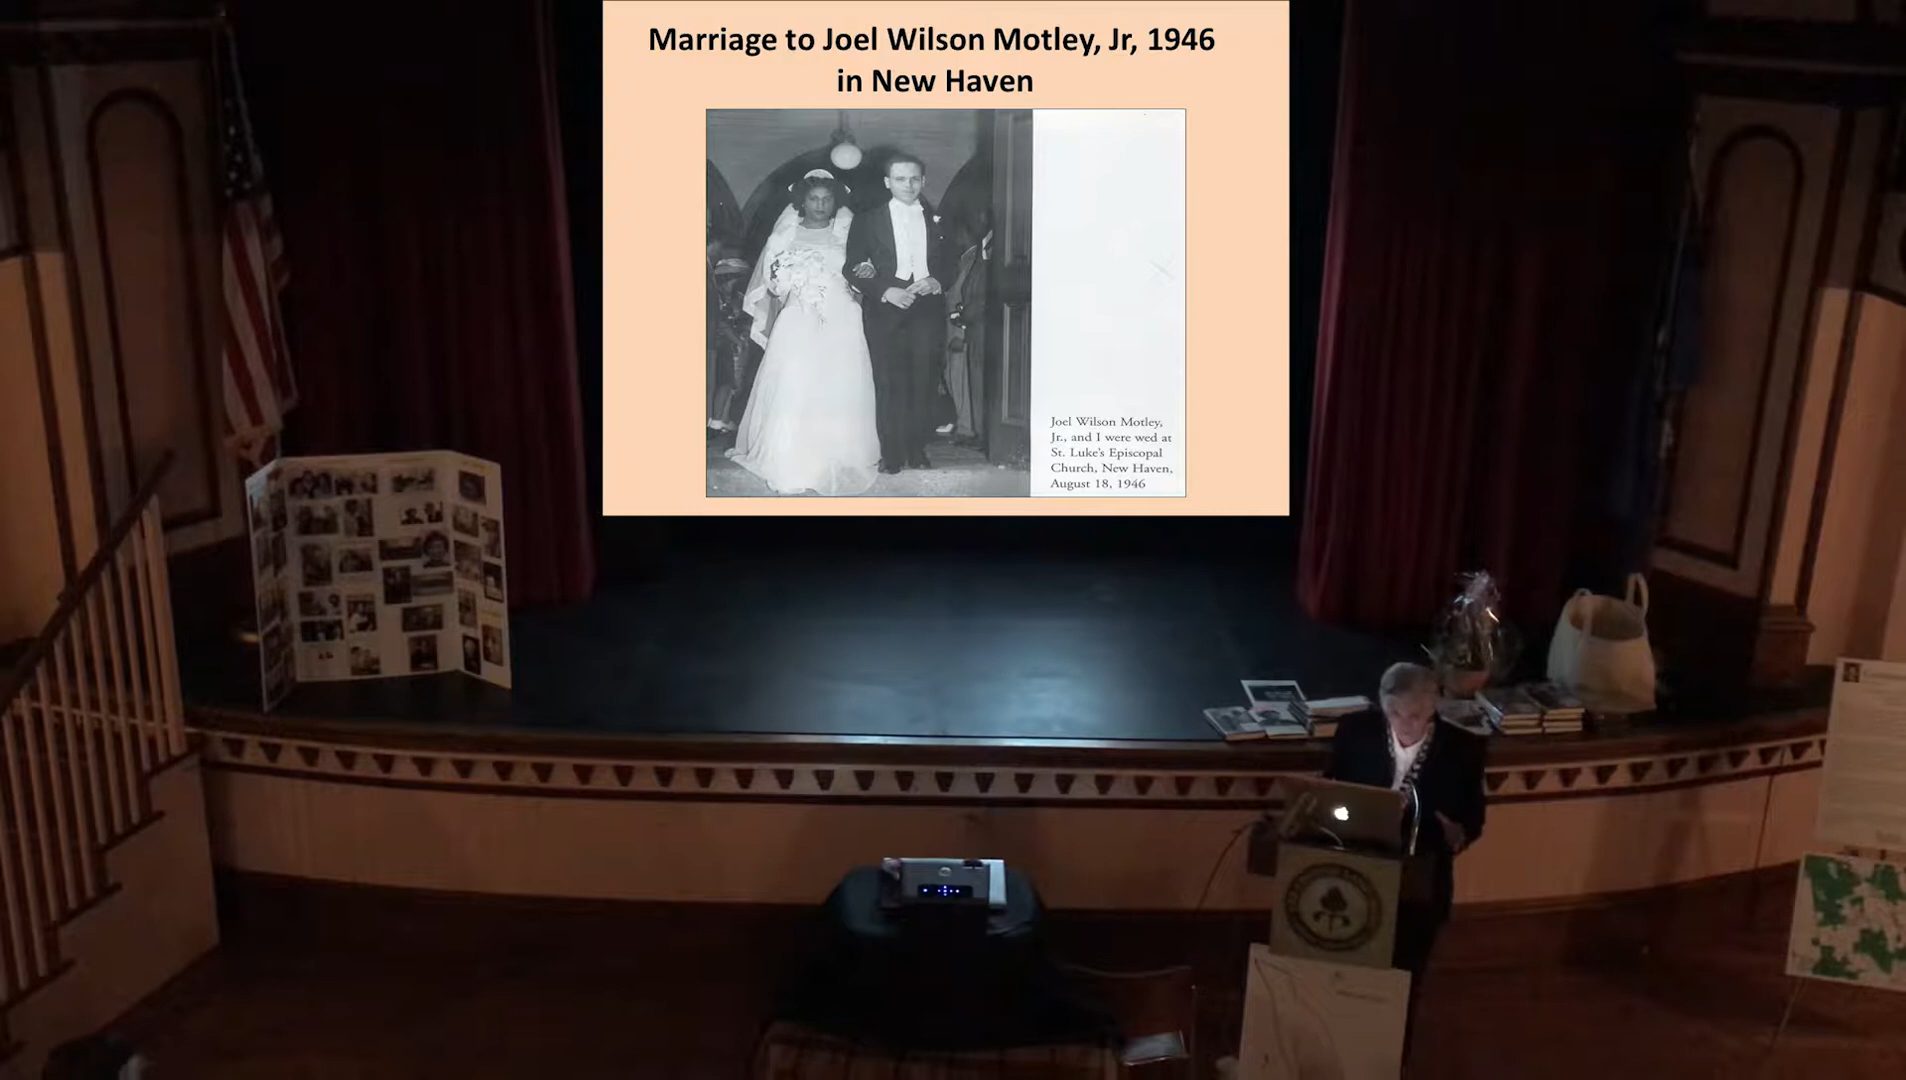 Marriage to Joel Wilson Motley, Jr, 1946
in New Haven
Joel Wilson Motley,
Jr., and I were wed at
St. Luke's Episcopal
Church, New Haven,
August 18, 1946